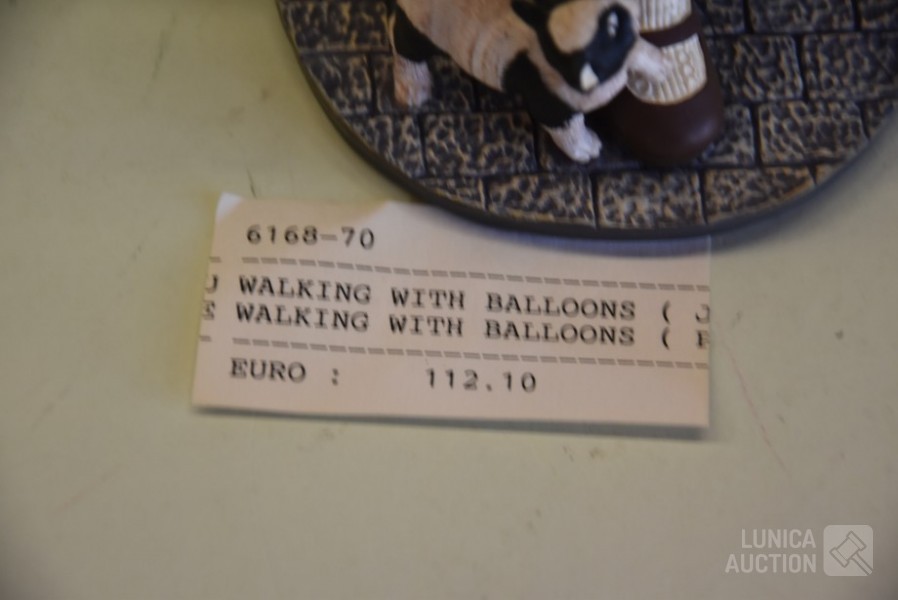 6168-70
WALKING WITH BALLOONS ( J
WALKING WITH BALLOONS (
EURO : 112.10
LUNICA
AUCTION